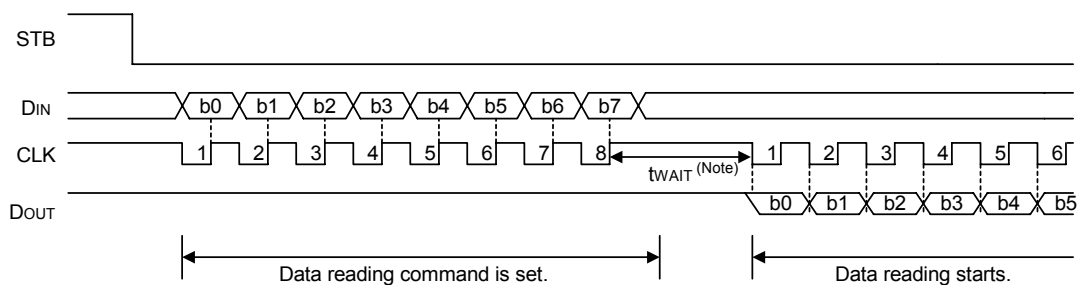 STB
DIN b0 b1 b2 b3 b4 b5 b6 b7
CLK 1 2 3 4 5 6 7 8 1 2 3 4 5 6
tWAIT (Note)
DOUT b0 b1 b2 b3 b4 b5
Data reading command is set. Data reading starts.